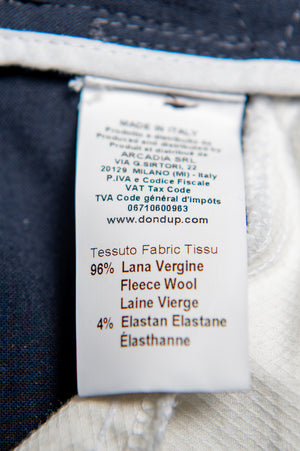 MADE IN ITALY
Prodotto e distribuito da
Produced and distributed by
Produit et distribué par
ARCADIA SRL
VIA G.SIRTORI, 22
20129 MILANO (MI) - Italy
P.IVA e Codice Fiscale
VAT Tax Code
TVA Code général d'impôts
06710600963
www.dondup.com
Tessuto Fabric Tissu
96% Lana Vergine
Fleece Wool
Laine Vierge
4% Elastan Elastane
Élasthanne